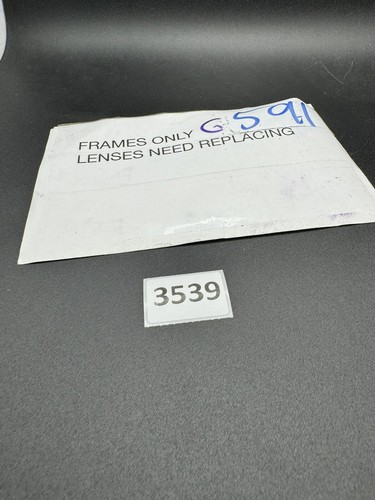 FRAMES ONLY G591
LENSES NEED REPLACING
3539